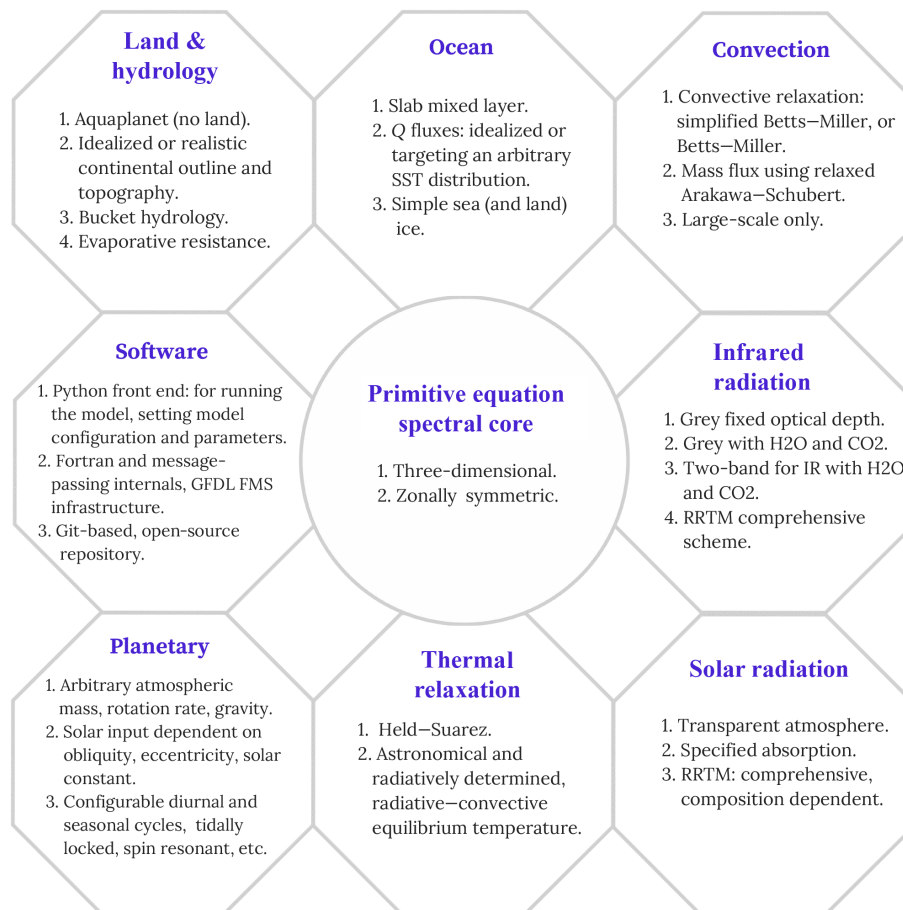 Land &
hydrology
1. Aquaplanet (no land).
2. Idealized or realistic
continental outline and
topography.
3. Bucket hydrology.
4. Evaporative resistance.
Ocean
1. Slab mixed layer.
2. Q fluxes: idealized or
targeting an arbitrary
SST distribution.
3. Simple sea (and land)
ice.
Convection
1. Convective relaxation:
simplified Betts—Miller, or
Betts—Miller.
2. Mass flux using relaxed
Arakawa—Schubert.
3. Large-scale only.
Software
1. Python front end: for running
the model, setting model
configuration and parameters.
2. Fortran and message-
passing internals, GFDL FMS
infrastructure.
3. Git-based, open-source
repository.
Primitive equation
spectral core
1. Three-dimensional.
2. Zonally symmetric.
Infrared
radiation
1. Grey fixed optical depth.
2. Grey with H2O and CO2.
3. Two-band for IR with H2O
and CO2.
4. RRTM comprehensive
scheme.
Planetary
1. Arbitrary atmospheric
mass, rotation rate, gravity.
2. Solar input dependent on
obliquity, eccentricity, solar
constant.
3. Configurable diurnal and
seasonal cycles, tidally
locked, spin resonant, etc.
Thermal
relaxation
1. Held—Suarez.
2. Astronomical and
radiatively determined,
radiative—convective
equilibrium temperature.
Solar radiation
1. Transparent atmosphere.
2. Specified absorption.
3. RRTM: comprehensive,
composition dependent.